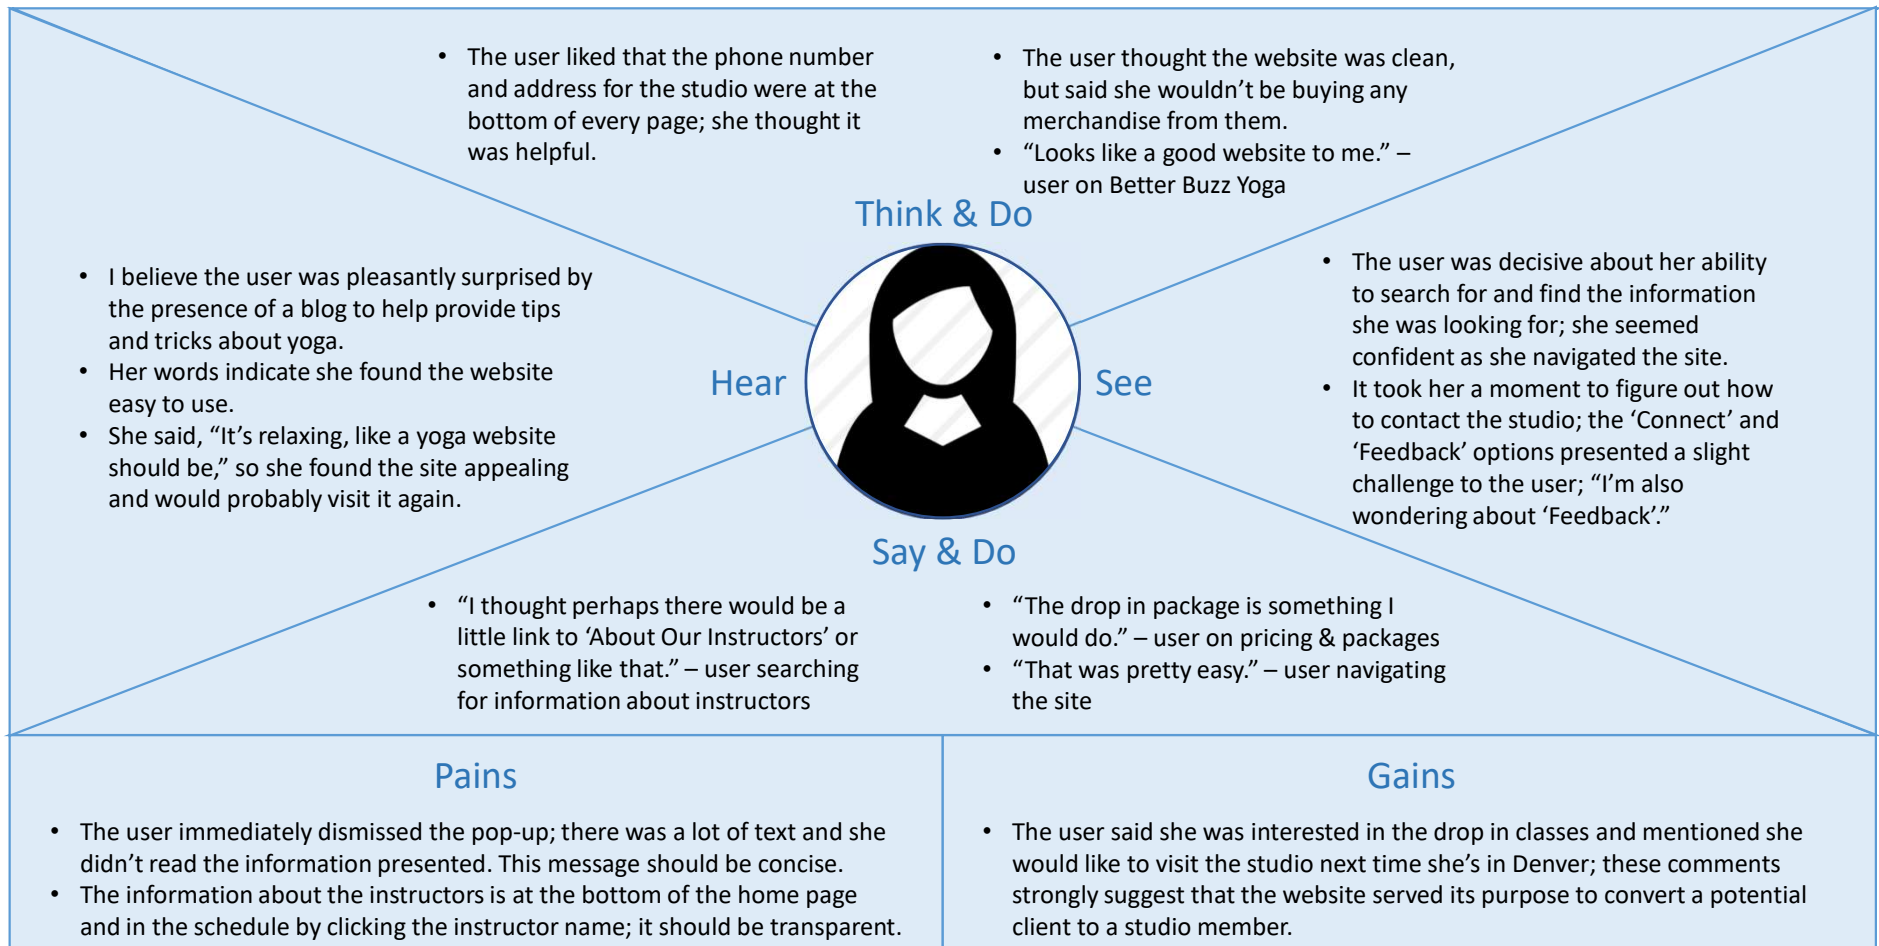 • The user liked that the phone number
and address for the studio were at the
bottom of every page; she thought it
was helpful.
• The user thought the website was clean,
but said she wouldn’t be buying any
merchandise from them.
• “Looks like a good website to me.” –
user on Better Buzz Yoga
Think & Do
• I believe the user was pleasantly surprised by
the presence of a blog to help provide tips
and tricks about yoga.
• Her words indicate she found the website
easy to use.
• She said, “It’s relaxing, like a yoga website
should be,” so she found the site appealing
and would probably visit it again.
Hear
See
• The user was decisive about her ability
to search for and find the information
she was looking for; she seemed
confident as she navigated the site.
• It took her a moment to figure out how
to contact the studio; the ‘Connect’ and
‘Feedback’ options presented a slight
challenge to the user; “I’m also
wondering about ‘Feedback’.”
Say & Do
• “I thought perhaps there would be a
little link to ‘About Our Instructors’ or
something like that.” – user searching
for information about instructors
• “The drop in package is something I
would do.” – user on pricing & packages
• “That was pretty easy.” – user navigating
the site
Pains
• The user immediately dismissed the pop-up; there was a lot of text and she
didn’t read the information presented. This message should be concise.
• The information about the instructors is at the bottom of the home page
and in the schedule by clicking the instructor name; it should be transparent.
Gains
• The user said she was interested in the drop in classes and mentioned she
would like to visit the studio next time she’s in Denver; these comments
strongly suggest that the website served its purpose to convert a potential
client to a studio member.